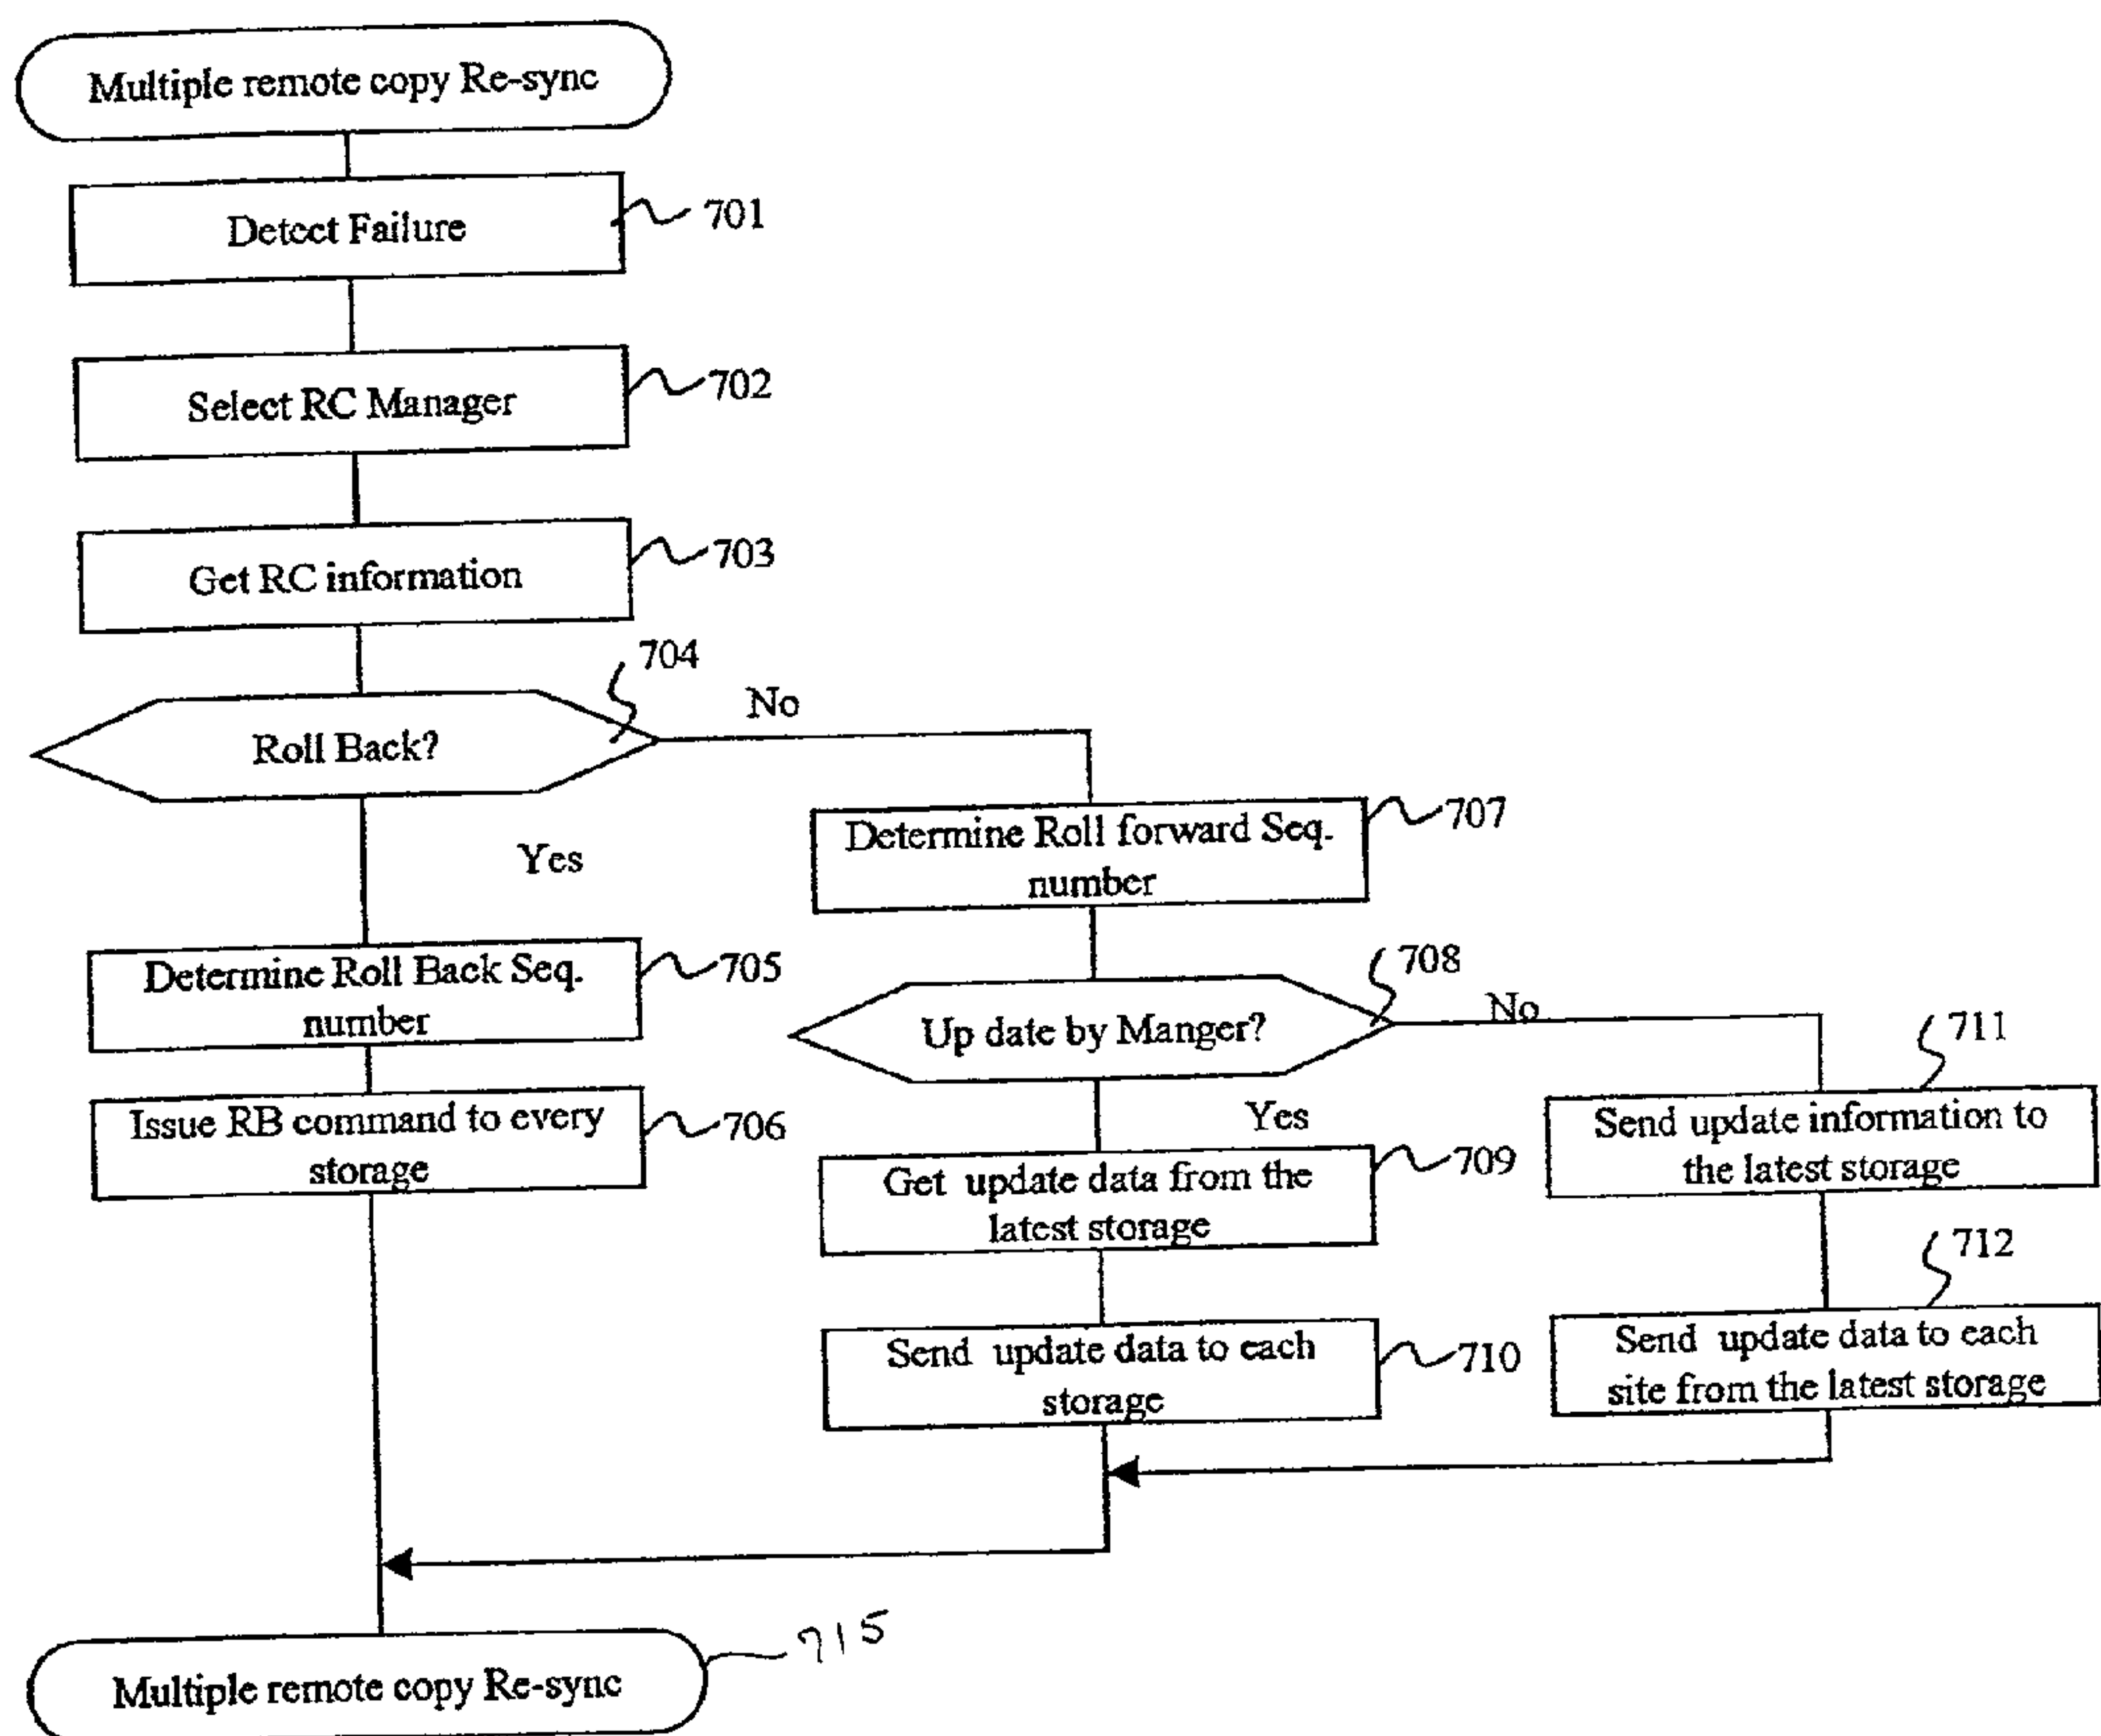 Multiple remote copy Re-sync
Detect Failure
701
Select RC Manager
702
Get RC information
703
704
Roll Back?
No
Yes
Determine Roll forward Seq.
number
707
Determine Roll Back Seq.
number
705
708
Up date by Manger?
No
Yes
711
Issue RB command to every
storage
706
Get update data from the
latest storage
709
Send update information to
the latest storage
712
Send update data to each
storage
710
Send update data to each
site from the latest storage
715
Multiple remote copy Re-sync